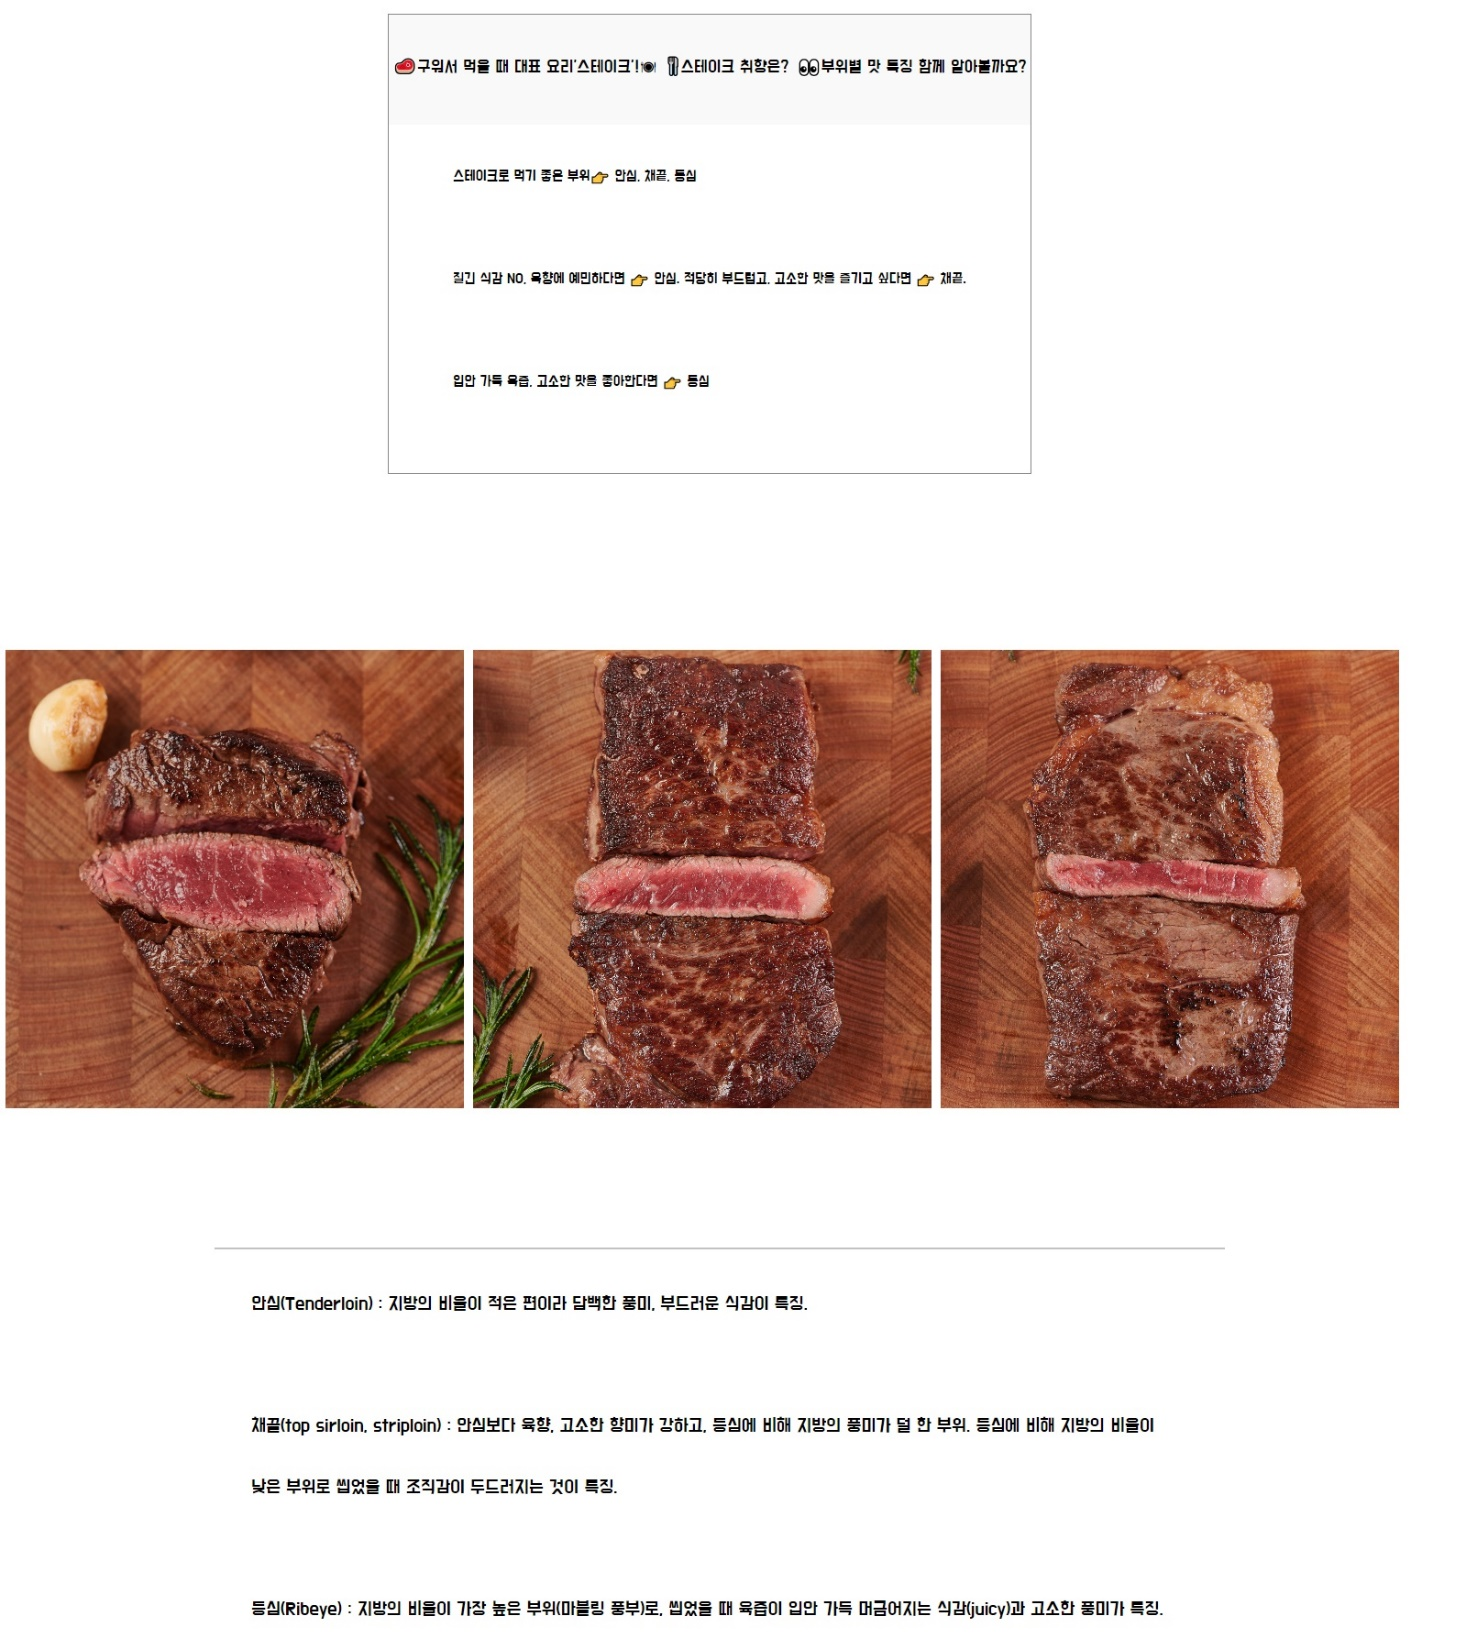 🥩구워서 먹을 때 대표 요리'스테이크'!🍽 🍴스테이크 취향은? 👀부위별 맛 특징 함께 알아볼까요?
스테이크로 먹기 좋은 부위👉 안심, 채끝, 등심
질긴 식감 NO, 육향에 예민하다면 👉 안심. 적당히 부드럽고, 고소한 맛을 즐기고 싶다면 👉 채끝.
입안 가득 육즙, 고소한 맛을 좋아한다면 👉 등심
안심(Tenderloin) : 지방의 비율이 적은 편이라 담백한 풍미, 부드러운 식감이 특징.
채끝(top sirloin, striploin) : 안심보다 육향, 고소한 향미가 강하고, 등심에 비해 지방의 풍미가 덜 한 부위. 등심에 비해 지방의 비율이
낮은 부위로 씹었을 때 조직감이 두드러지는 것이 특징.
등심(Ribeye) : 지방의 비율이 가장 높은 부위(마블링 풍부)로, 씹었을 때 육즙이 입안 가득 머금어지는 식감(juicy)과 고소한 풍미가 특징.